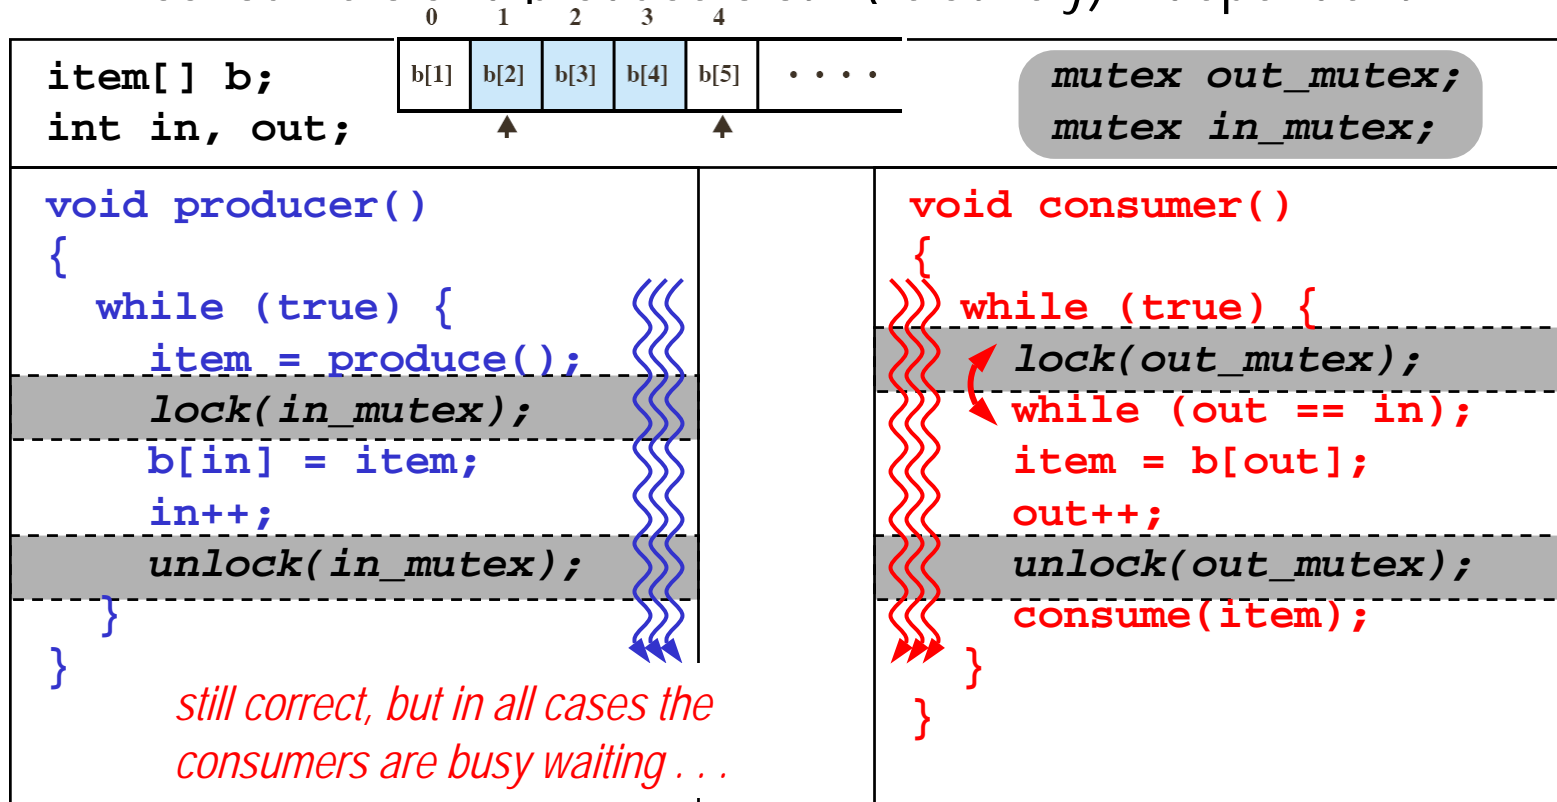 0 1 2 3 4
item[] b;
int in, out;
b[1] b[2] b[3] b[4] b[5] . . . .
mutex out_mutex;
mutex in_mutex;
void producer()
{
while (true) {
item = produce();
lock(in_mutex);
b[in] = item;
in++;
unlock(in_mutex);
}
}
still correct, but in all cases the
consumers are busy waiting . . .
void consumer()
{
while (true) {
lock(out_mutex);
while (out == in);
item = b[out];
out++;
unlock(out_mutex);
consume(item);
}
}